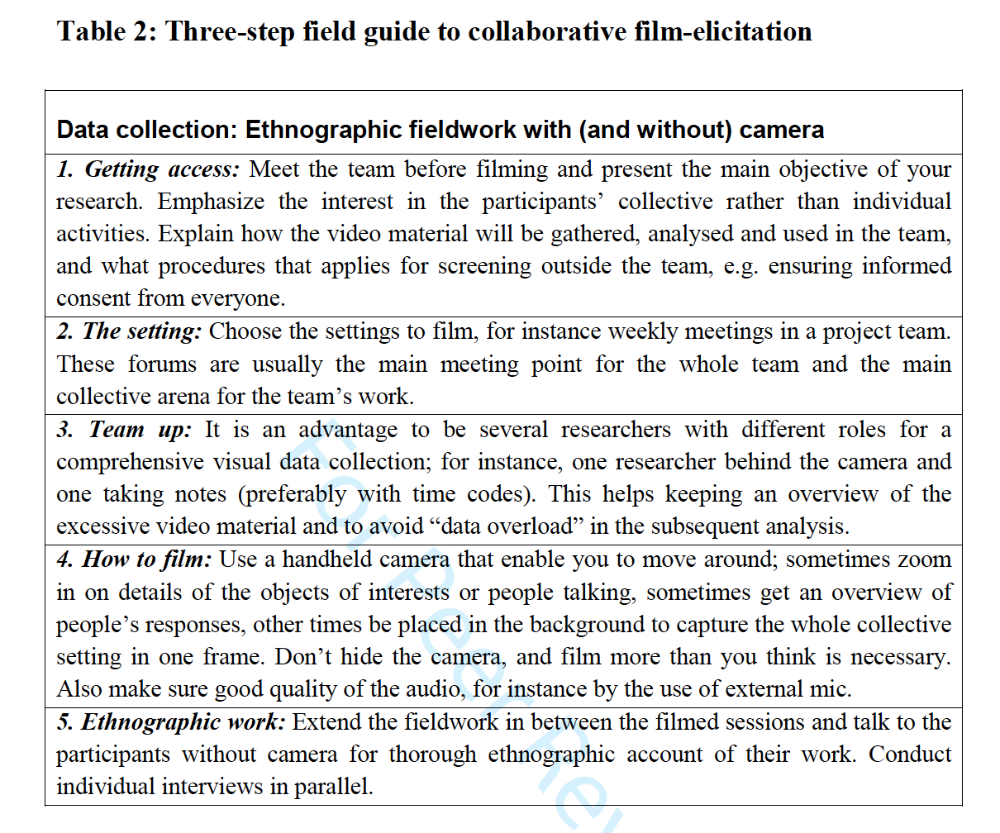 Table 2: Three-step field guide to collaborative film-elicitation
Data collection: Ethnographic fieldwork with (and without) camera
1. Getting access: Meet the team before filming and present the main objective of your
research. Emphasize the interest in the participants’ collective rather than individual
activities. Explain how the video material will be gathered, analysed and used in the team,
and what procedures that applies for screening outside the team, e.g. ensuring informed
consent from everyone.
2. The setting: Choose the settings to film, for instance weekly meetings in a project team.
These forums are usually the main meeting point for the whole team and the main
collective arena for the team’s work.
3. Team up: It is an advantage to be several researchers with different roles for a
comprehensive visual data collection; for instance, one researcher behind the camera and
one taking notes (preferably with time codes). This helps keeping an overview of the
excessive video material and to avoid “data overload” in the subsequent analysis.
4. How to film: Use a handheld camera that enable you to move around; sometimes zoom
in on details of the objects of interests or people talking, sometimes get an overview of
people’s responses, other times be placed in the background to capture the whole collective
setting in one frame. Don’t hide the camera, and film more than you think is necessary.
Also make sure good quality of the audio, for instance by the use of external mic.
5. Ethnographic work: Extend the fieldwork in between the filmed sessions and talk to the
participants without camera for thorough ethnographic account of their work. Conduct
individual interviews in parallel.
For Peer Rev